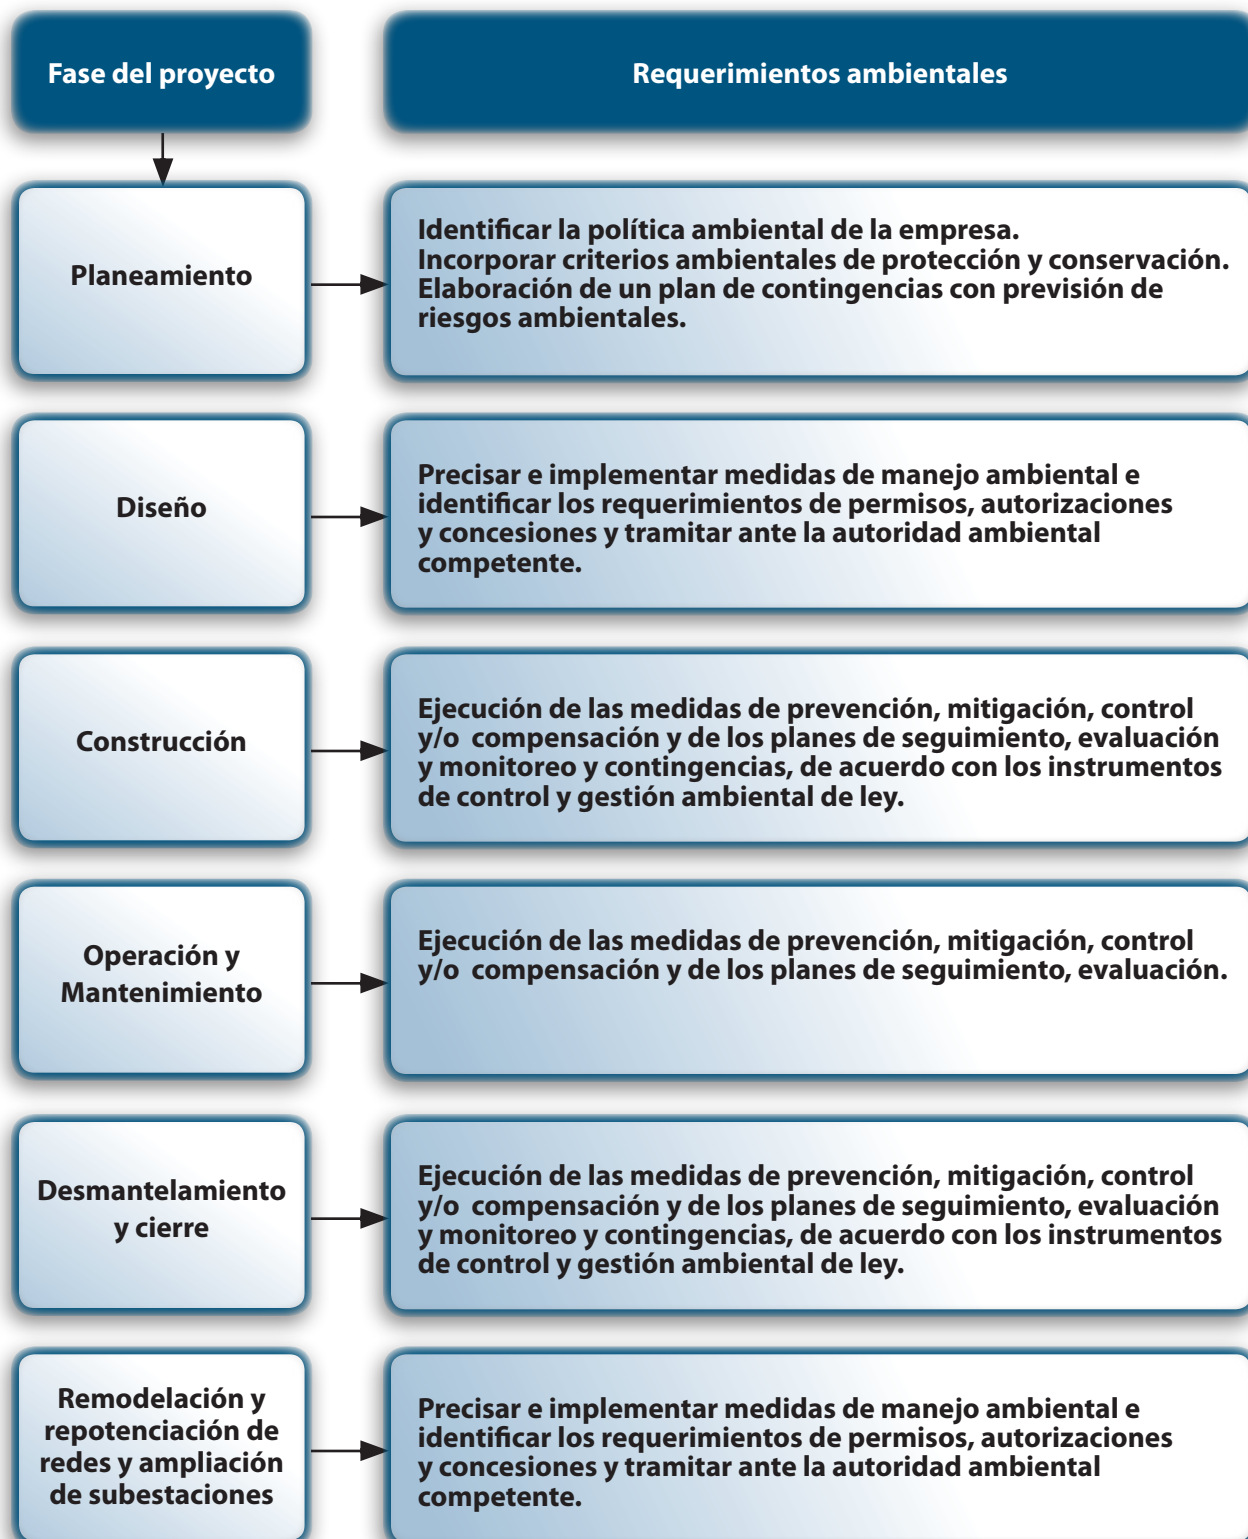 Fase del proyecto
Requerimientos ambientales
Planeamiento
Identificar la política ambiental de la empresa.
Incorporar criterios ambientales de protección y conservación.
Elaboración de un plan de contingencias con previsión de
riesgos ambientales.
Diseño
Precisar e implementar medidas de manejo ambiental e
identificar los requerimientos de permisos, autorizaciones
y concesiones y tramitar ante la autoridad ambiental
competente.
Construcción
Ejecución de las medidas de prevención, mitigación, control
y/o compensación y de los planes de seguimiento, evaluación
y monitoreo y contingencias, de acuerdo con los instrumentos
de control y gestión ambiental de ley.
Operación y
Mantenimiento
Ejecución de las medidas de prevención, mitigación, control
y/o compensación y de los planes de seguimiento, evaluación.
Desmantelamiento
y cierre
Ejecución de las medidas de prevención, mitigación, control
y/o compensación y de los planes de seguimiento, evaluación
y monitoreo y contingencias, de acuerdo con los instrumentos
de control y gestión ambiental de ley.
Remodelación y
repotenciación de
redes y ampliación
de subestaciones
Precisar e implementar medidas de manejo ambiental e
identificar los requerimientos de permisos, autorizaciones
y concesiones y tramitar ante la autoridad ambiental
competente.